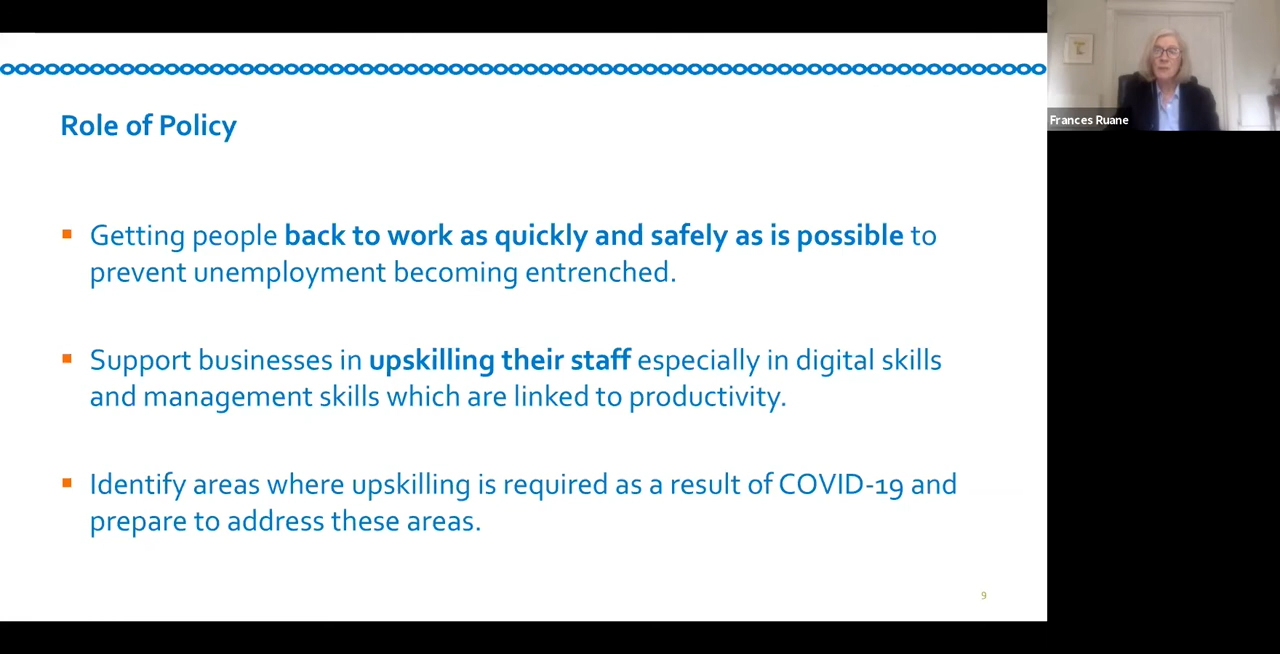 Role of Policy
Getting people back to work as quickly and safely as is possible to
prevent unemployment becoming entrenched.
Support businesses in upskilling their staff especially in digital skills
and management skills which are linked to productivity.
Identify areas where upskilling is required as a result of COVID-19 and
prepare to address these areas.
9
Frances Ruane